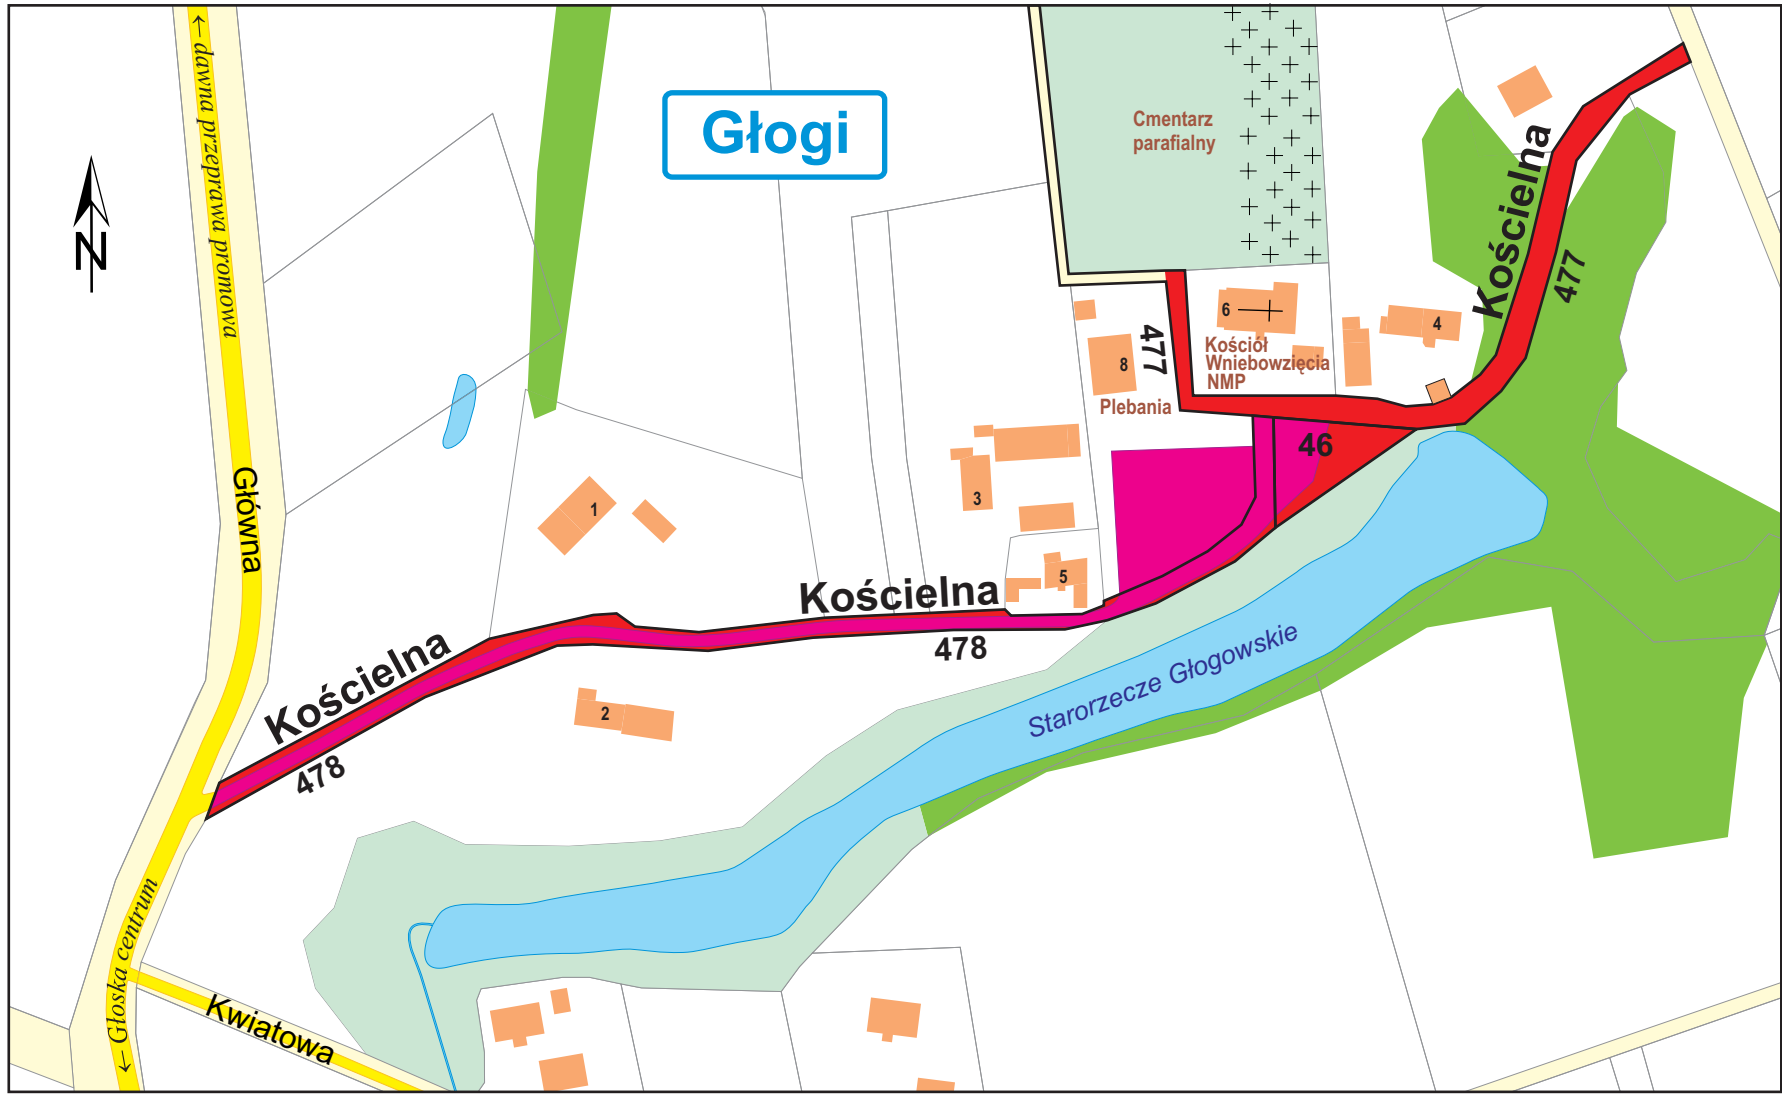 ← dawna przeprawa promowa
Głogi
Cmentarz
parafialny
N
Kościelna
477
6
4
Kościół
Wniebowzięcia
NMP
477
8
Plebania
46
Główna
1
3
5
Kościelna
478
Kościelna
478
2
Starorzecze Głogowskie
← Głoska centrum
Kwiatowa